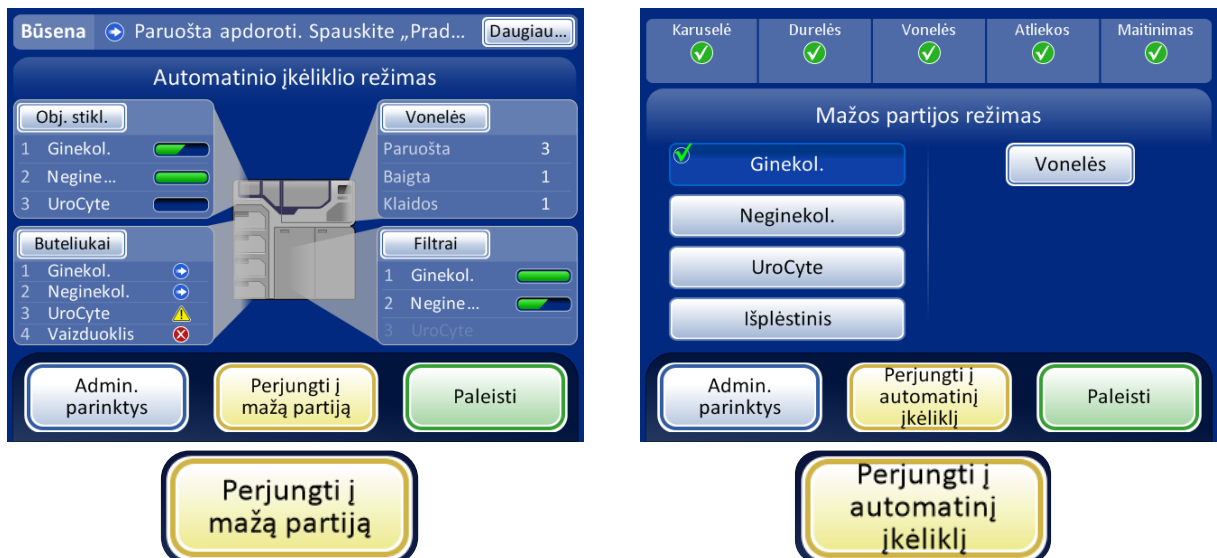 Būsena Paruošta apdoroti. Spauskite „Prad... Daugiau...
Automatinio įkėliklio režimas
Obj. stikl.
1 Ginekol.
2 Negine...
3 UroCyte
Vonelės
Paruošta 3
Baigta 1
Klaidos 1
Buteliukai
1 Ginekol.
2 Neginekol.
3 UroCyte
4 Vaizduoklis
Filtrai
1 Ginekol.
2 Negine...
3 UroCyte
Admin.
parinktys
Perjungti į
mažą partiją
Paleisti
Perjungti į
mažą partiją
Karuselė Durelės Vonelės Atliekos Maitinimas
Mažos partijos režimas
Ginekol.
Neginekol.
UroCyte
Išplėstinis
Vonelės
Admin.
parinktys
Perjungti į
automatinį
įkėliklį
Paleisti
Perjungti į
automatinį
įkėliklį